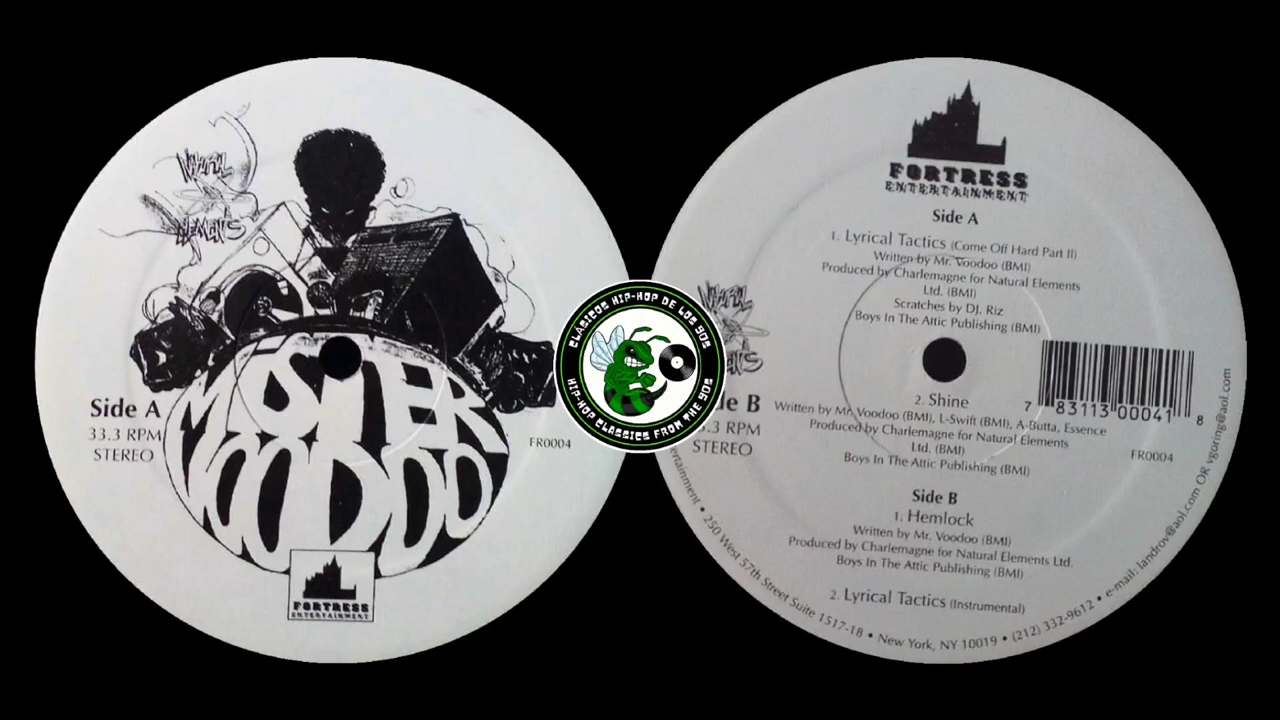 NATURAL
ELEMENTS
MISTER
VOODOO
Side A
33.3 RPM
STEREO
FR0004
FORTRESS
ENTERTAINMENT
CLASICOS HIP-HOP DE LOS 90S
HIP-HOP CLASSICS FROM THE 90S
FORTRESS
ENTERTAINMENT
Side A
1. Lyrical Tactics (Come Off Hard Part II)
Written by Mr. Voodoo (BMI)
Produced by Charlemagne for Natural Elements
Ltd. (BMI)
Scratches by DJ. Riz
Boys In The Attic Publishing (BMI)
7 83113 00041 8
2. Shine
Written by Mr. Voodoo (BMI), L-Swift (BMI), A-Butta, Essence
Produced by Charlemagne for Natural Elements
Ltd. (BMI)
Boys In The Attic Publishing (BMI)
FR0004
de B
.3 RPM
STEREO
Side B
1. Hemlock
Written by Mr. Voodoo (BMI)
Produced by Charlemagne for Natural Elements Ltd.
Boys In The Attic Publishing (BMI)
2. Lyrical Tactics (Instrumental)
ertainment • 250 West 57th Street Suite 1517-18 • New York, NY 10019 • (212) 332-9612 • e-mail: landrov@aol.com OR vgoring@aol.com